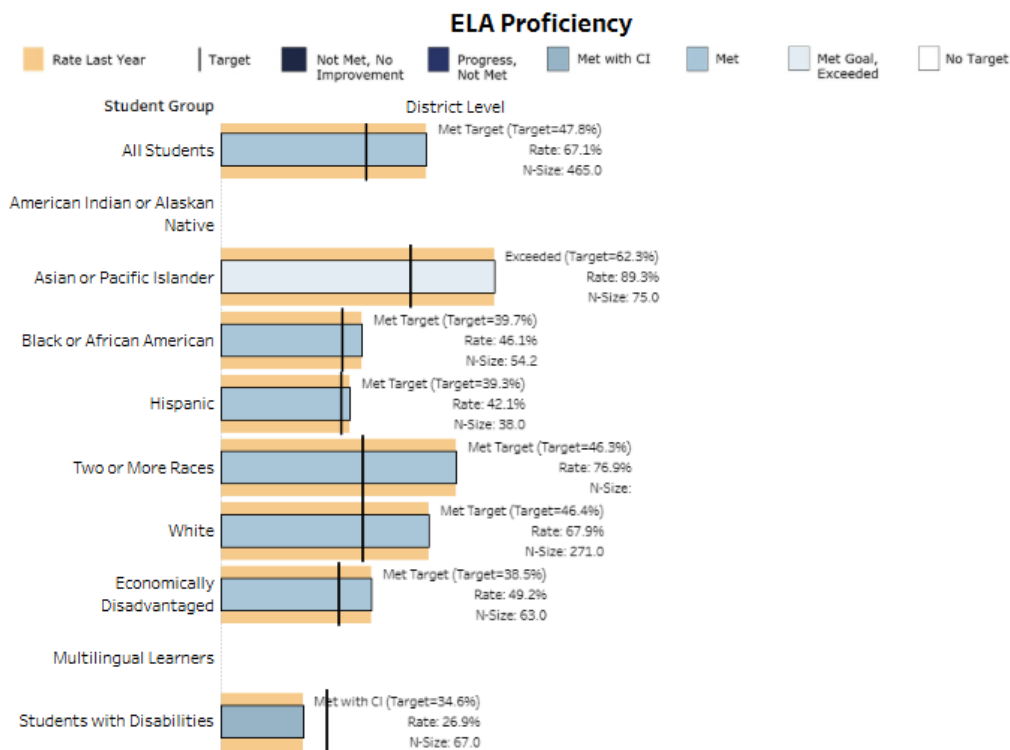 ELA Proficiency
Rate Last Year
Target
Not Met, No
Improvement
Progress,
Not Met
Met with CI
Met
Met Goal,
Exceeded
No Target
Student Group
District Level
All Students
Met Target (Target=47.8%)
Rate: 67.1%
N-Size: 465.0
American Indian or Alaskan
Native
Asian or Pacific Islander
Exceeded (Target=62.3%)
Rate: 89.3%
N-Size: 75.0
Black or African American
Met Target (Target=39.7%)
Rate: 46.1%
N-Size: 54.2
Hispanic
Met Target (Target=39.3%)
Rate: 42.1%
N-Size: 38.0
Two or More Races
Met Target (Target=46.3%)
Rate: 76.9%
N-Size:
White
Met Target (Target=46.4%)
Rate: 67.9%
N-Size: 271.0
Economically
Disadvantaged
Met Target (Target=38.5%)
Rate: 49.2%
N-Size: 63.0
Multilingual Learners
Students with Disabilities
Met with CI (Target=34.6%)
Rate: 26.9%
N-Size: 67.0